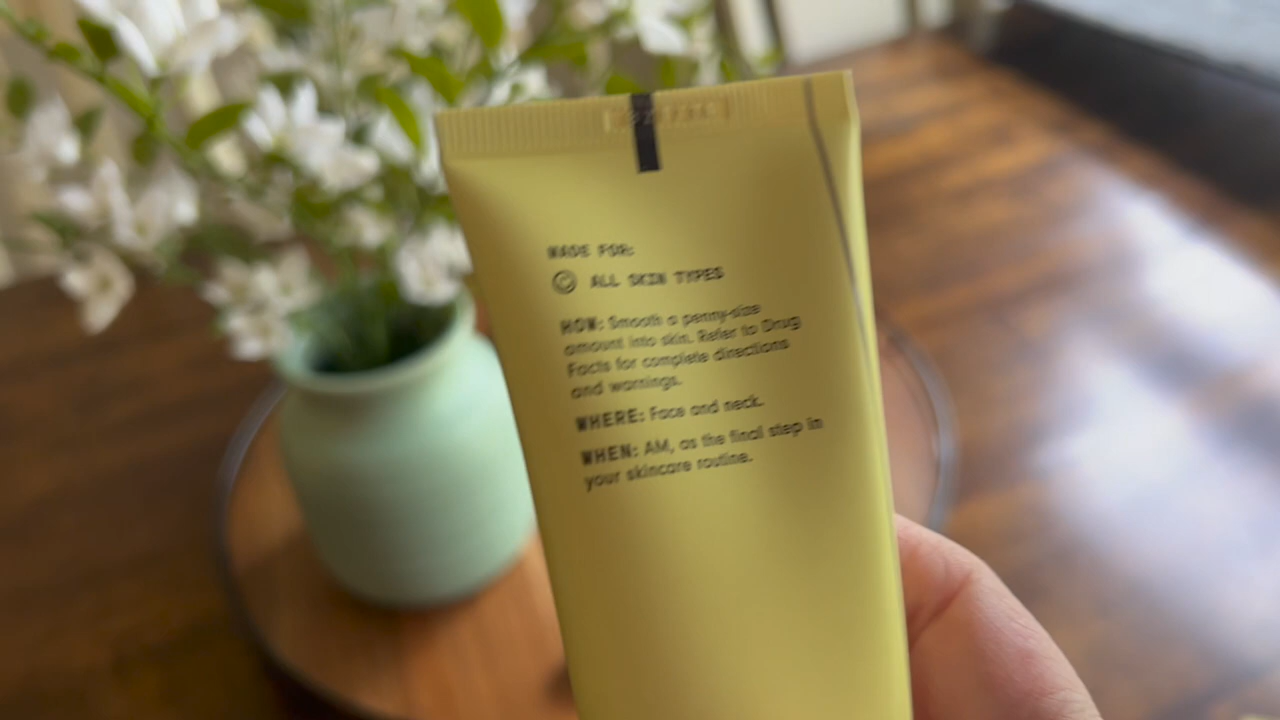 MADE FOR:
ALL SKIN TYPES
HOW: Smooth a penny-size
amount into skin. Refer to Drug
Facts for complete directions
and warnings.
WHERE: Face and neck.
WHEN: AM, as the final step in
your skincare routine.